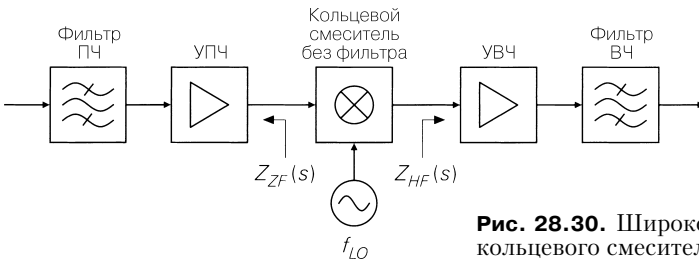 Фильтр
ПЧ
УПЧ
Кольцевой
смеситель
без фильтра
УВЧ
Фильтр
ВЧ
Z_ZF(s)
Z_HF(s)
f_LO
Рис. 28.30. Широко
кольцевого смесител